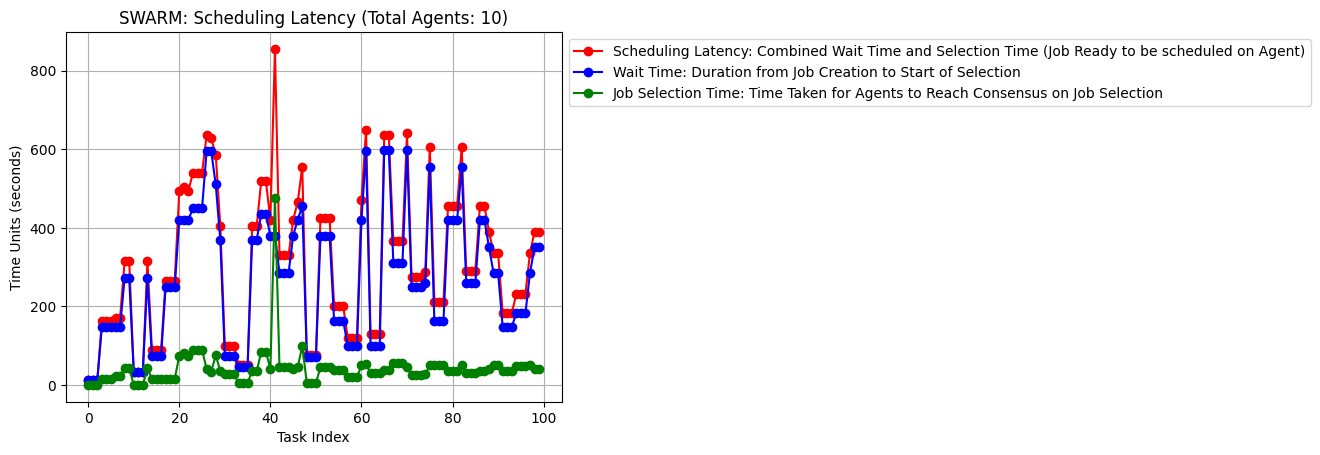 SWARM: Scheduling Latency (Total Agents: 10)
Scheduling Latency: Combined Wait Time and Selection Time (Job Ready to be scheduled on Agent)
Wait Time: Duration from Job Creation to Start of Selection
Job Selection Time: Time Taken for Agents to Reach Consensus on Job Selection
Time Units (seconds)
800
600
400
200
0
0 20 40 60 80 100
Task Index